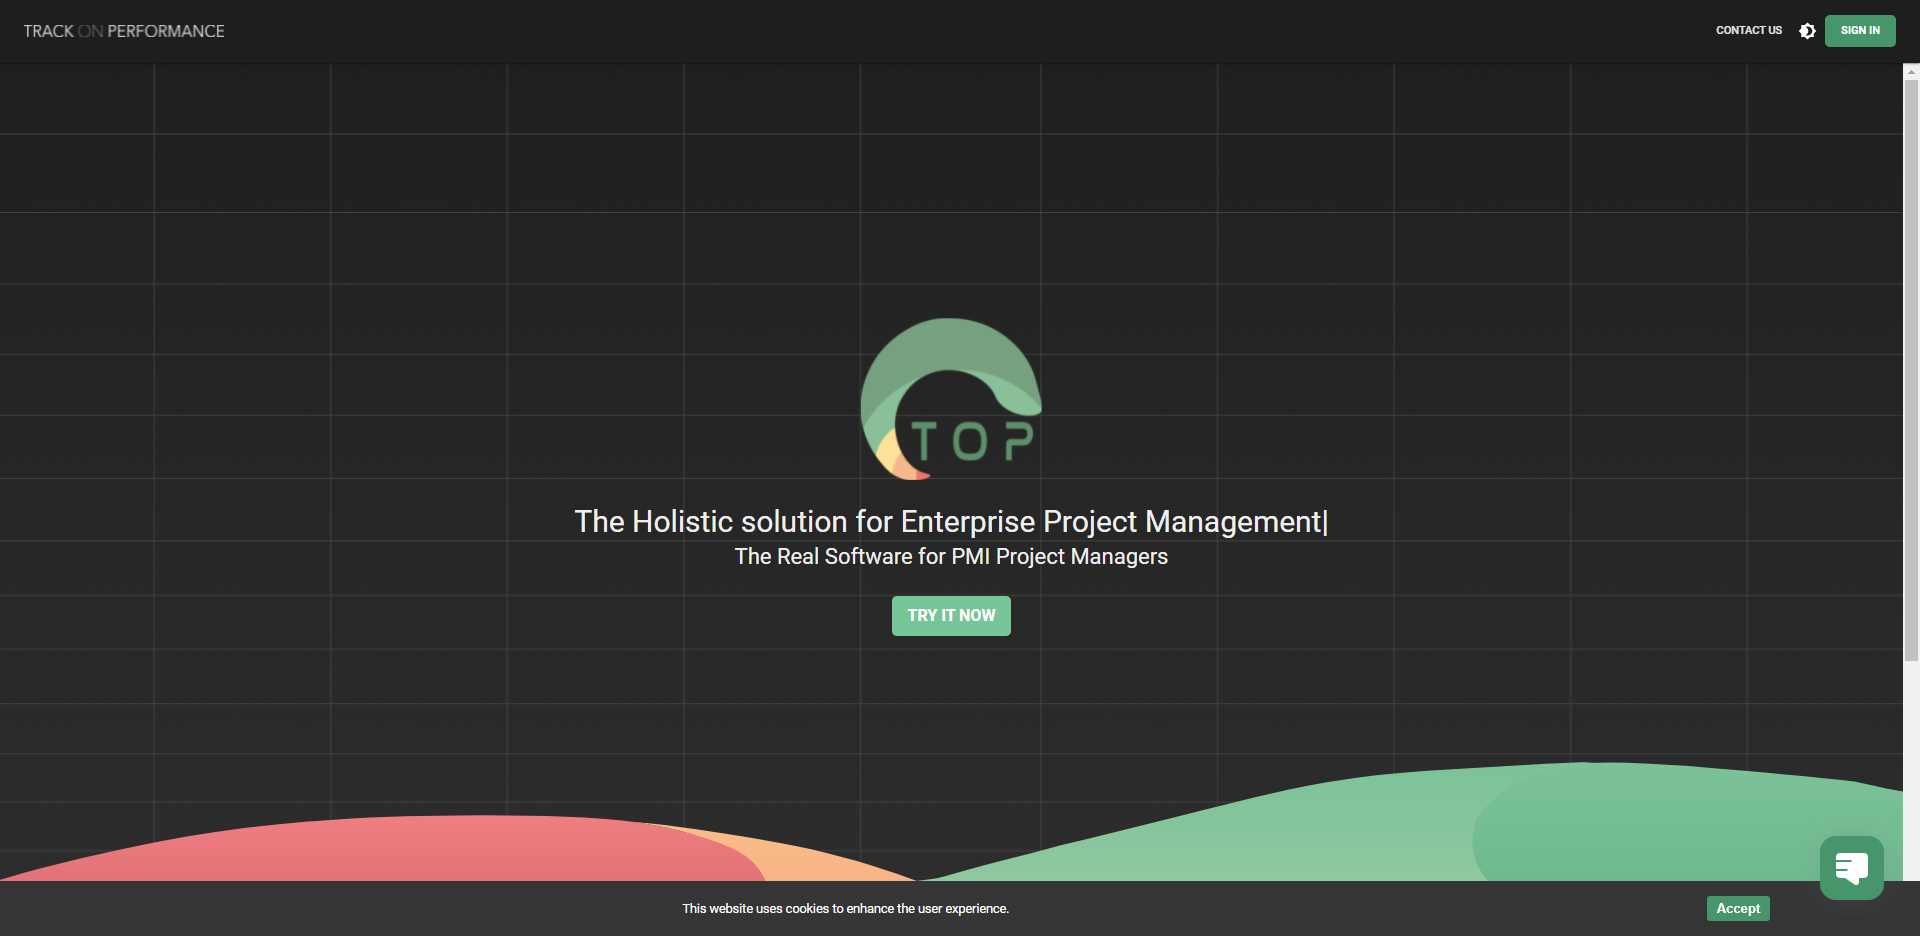 TRACK ON PERFORMANCE
CONTACT US
SIGN IN
TOP
The Holistic solution for Enterprise Project Management|
The Real Software for PMI Project Managers
TRY IT NOW
This website uses cookies to enhance the user experience.
Accept